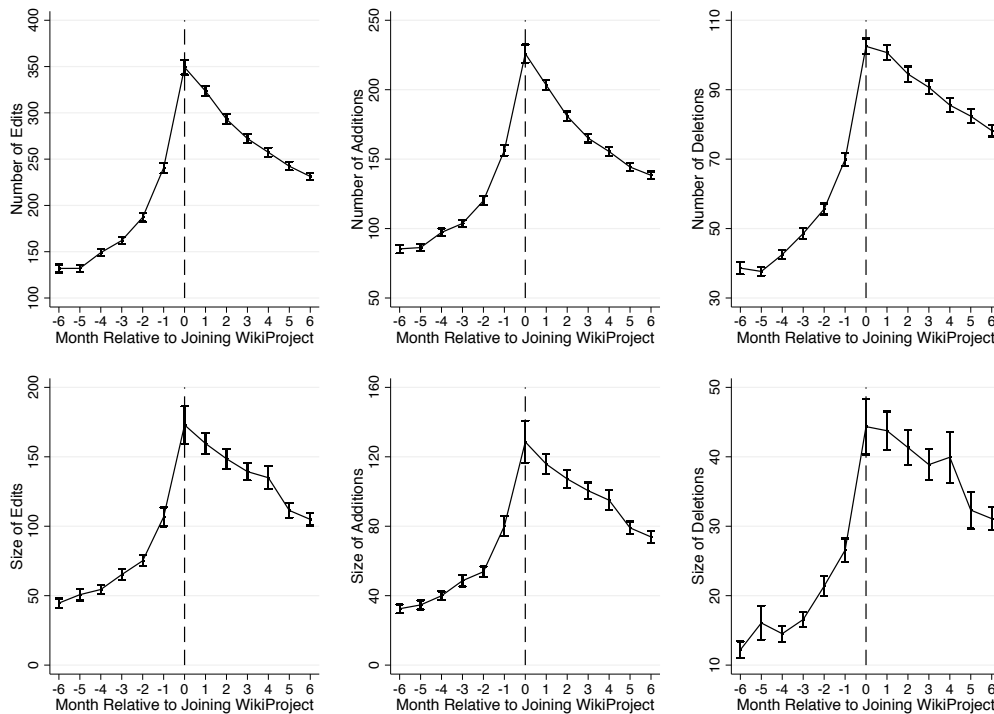 Number of Edits
400
350
300
250
200
150
100
-6 -5 -4 -3 -2 -1 0 1 2 3 4 5 6
Month Relative to Joining WikiProject
Number of Additions
250
200
150
100
50
-6 -5 -4 -3 -2 -1 0 1 2 3 4 5 6
Month Relative to Joining WikiProject
Number of Deletions
110
90
70
50
30
-6 -5 -4 -3 -2 -1 0 1 2 3 4 5 6
Month Relative to Joining WikiProject
Size of Edits
200
150
100
50
0
-6 -5 -4 -3 -2 -1 0 1 2 3 4 5 6
Month Relative to Joining WikiProject
Size of Additions
160
120
80
40
0
-6 -5 -4 -3 -2 -1 0 1 2 3 4 5 6
Month Relative to Joining WikiProject
Size of Deletions
50
40
30
20
10
-6 -5 -4 -3 -2 -1 0 1 2 3 4 5 6
Month Relative to Joining WikiProject